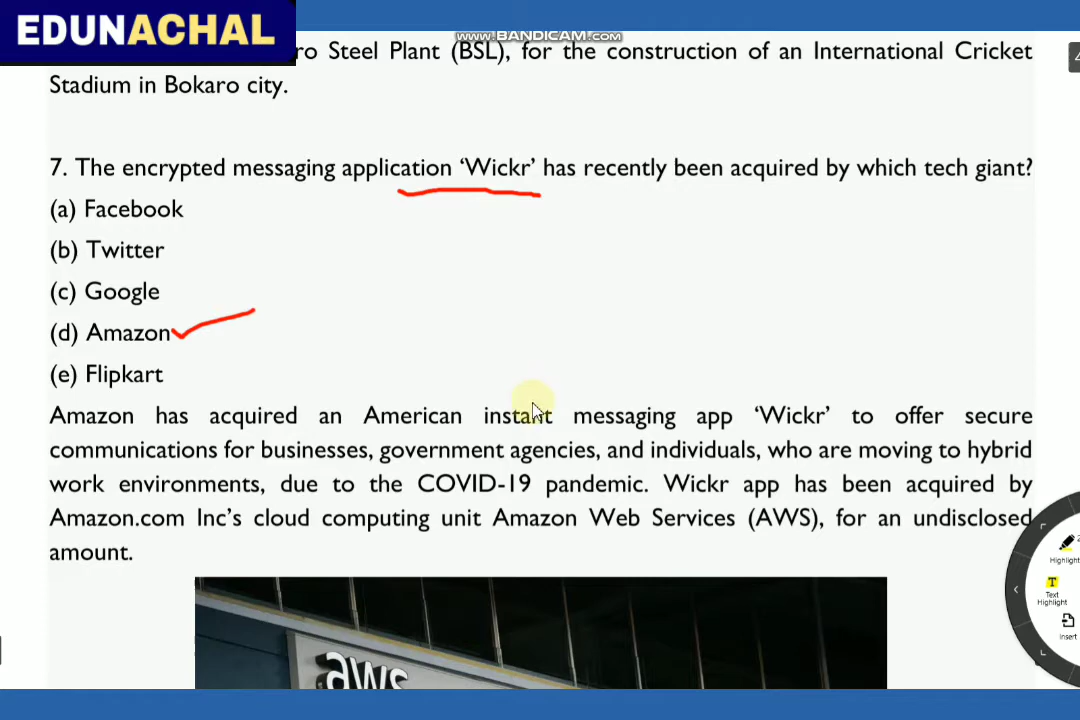 EDUNACHAL
www.BANDICAM.com
ro Steel Plant (BSL), for the construction of an International Cricket
Stadium in Bokaro city.
7. The encrypted messaging application ‘Wickr’ has recently been acquired by which tech giant?
(a) Facebook
(b) Twitter
(c) Google
(d) Amazon
(e) Flipkart
Amazon has acquired an American instant messaging app ‘Wickr’ to offer secure
communications for businesses, government agencies, and individuals, who are moving to hybrid
work environments, due to the COVID-19 pandemic. Wickr app has been acquired by
Amazon.com Inc’s cloud computing unit Amazon Web Services (AWS), for an undisclosed
amount.
Highlight
Text
Highlight
Insert
aws